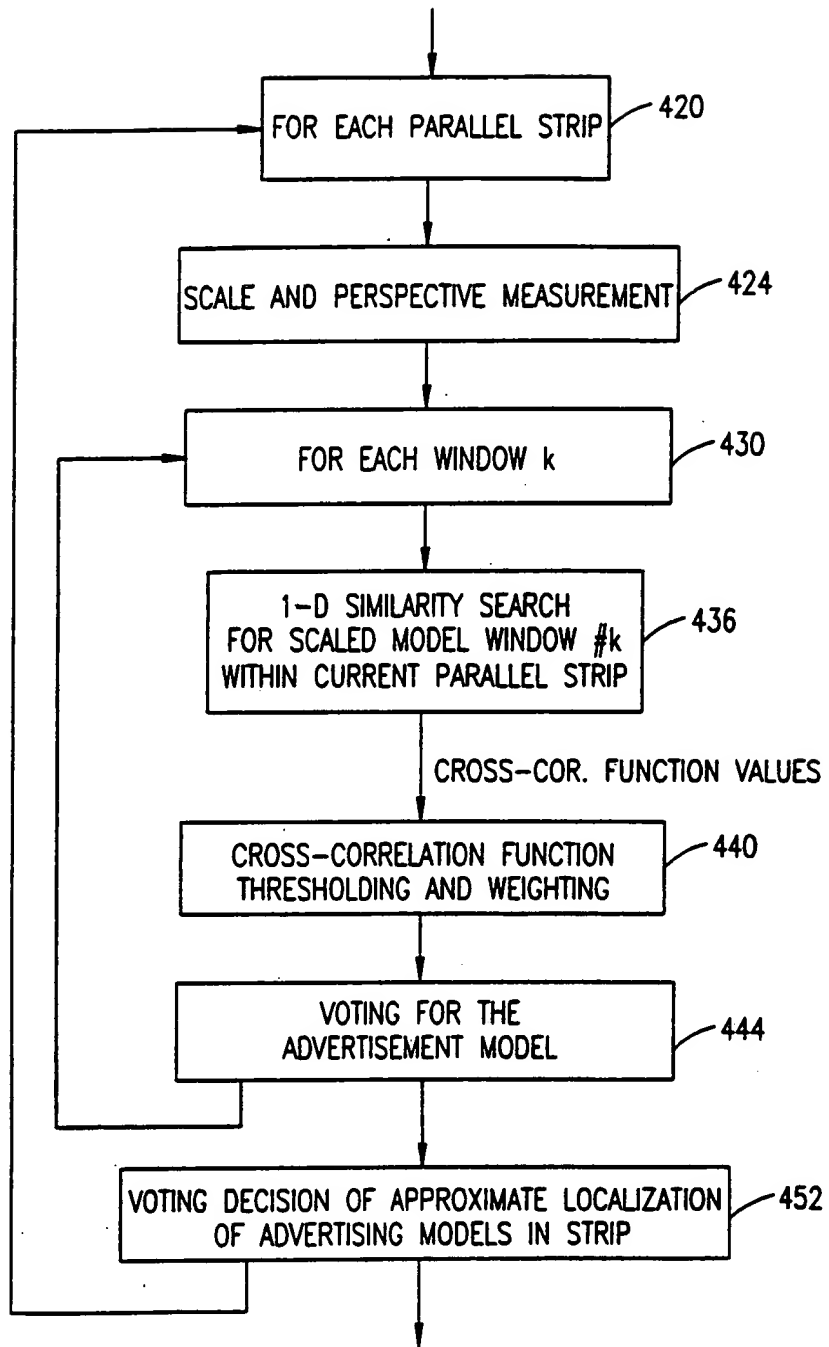 FOR EACH PARALLEL STRIP
420
SCALE AND PERSPECTIVE MEASUREMENT
424
FOR EACH WINDOW k
430
1-D SIMILARITY SEARCH
FOR SCALED MODEL WINDOW #k
WITHIN CURRENT PARALLEL STRIP
436
CROSS-COR. FUNCTION VALUES
CROSS-CORRELATION FUNCTION
THRESHOLDING AND WEIGHTING
440
VOTING FOR THE
ADVERTISEMENT MODEL
444
VOTING DECISION OF APPROXIMATE LOCALIZATION
OF ADVERTISING MODELS IN STRIP
452